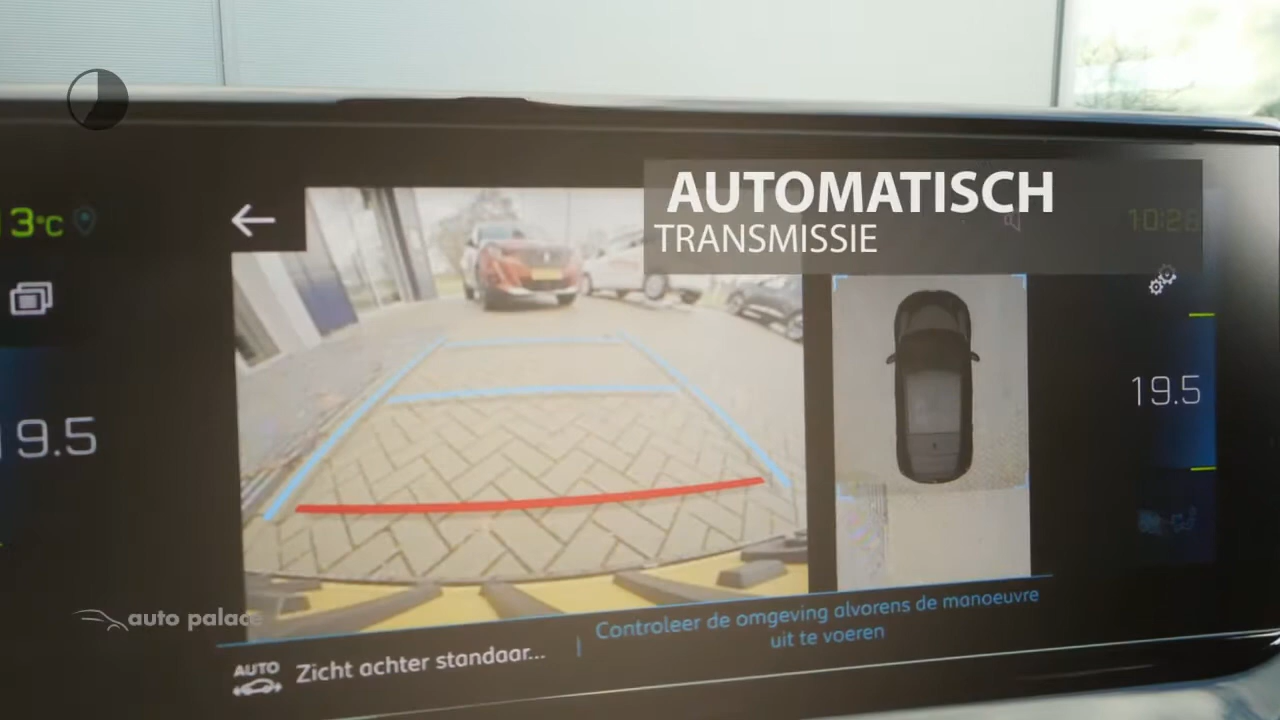 AUTOMATISCH
TRANSMISSIE
3°C
10:28
19.5
19.5
auto palace
Controleer de omgeving alvorens de manoeuvre
uit te voeren
AUTO
Zicht achter standaar...